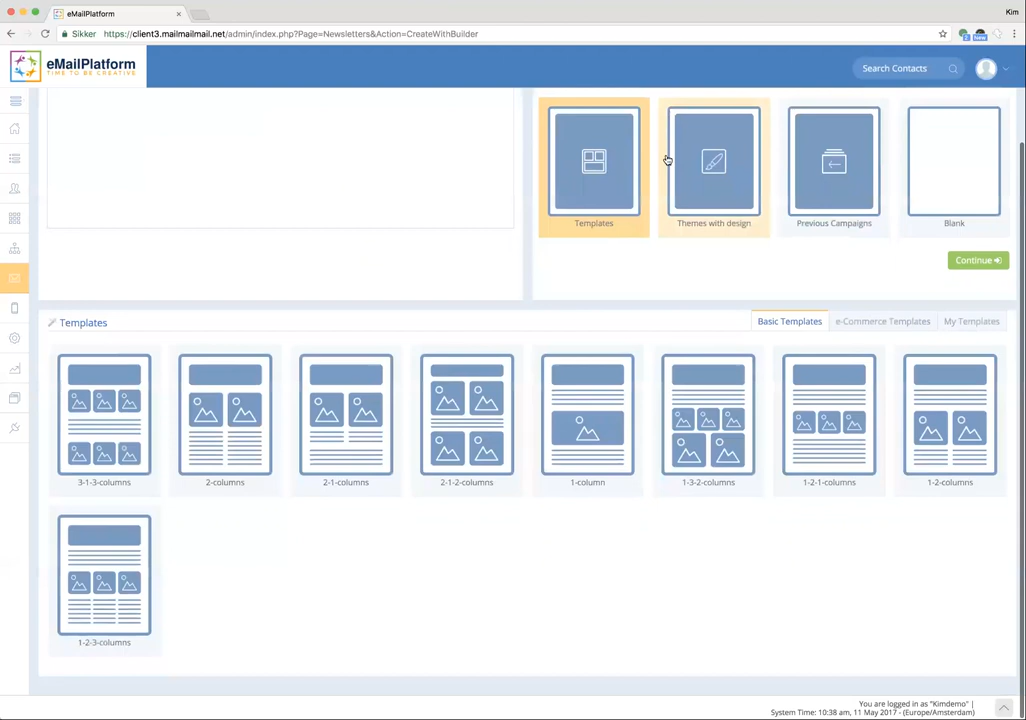 eMailPlatform
Kim
Sikker
https://client3.mailmailmail.net/admin/index.php?Page=Newsletters&Action=CreateWithBuilder
New
eMailPlatform
TIME TO BE CREATIVE
Search Contacts
Templates
Themes with design
Previous Campaigns
Blank
Continue
Templates
Basic Templates
e-Commerce Templates
My Templates
3-1-3-columns
2-columns
2-1-columns
2-1-2-columns
1-column
1-3-2-columns
1-2-1-columns
1-2-columns
1-2-3-columns
You are logged in as "Kimdemo" |
System Time: 10:38 am, 11 May 2017 - (Europe/Amsterdam)